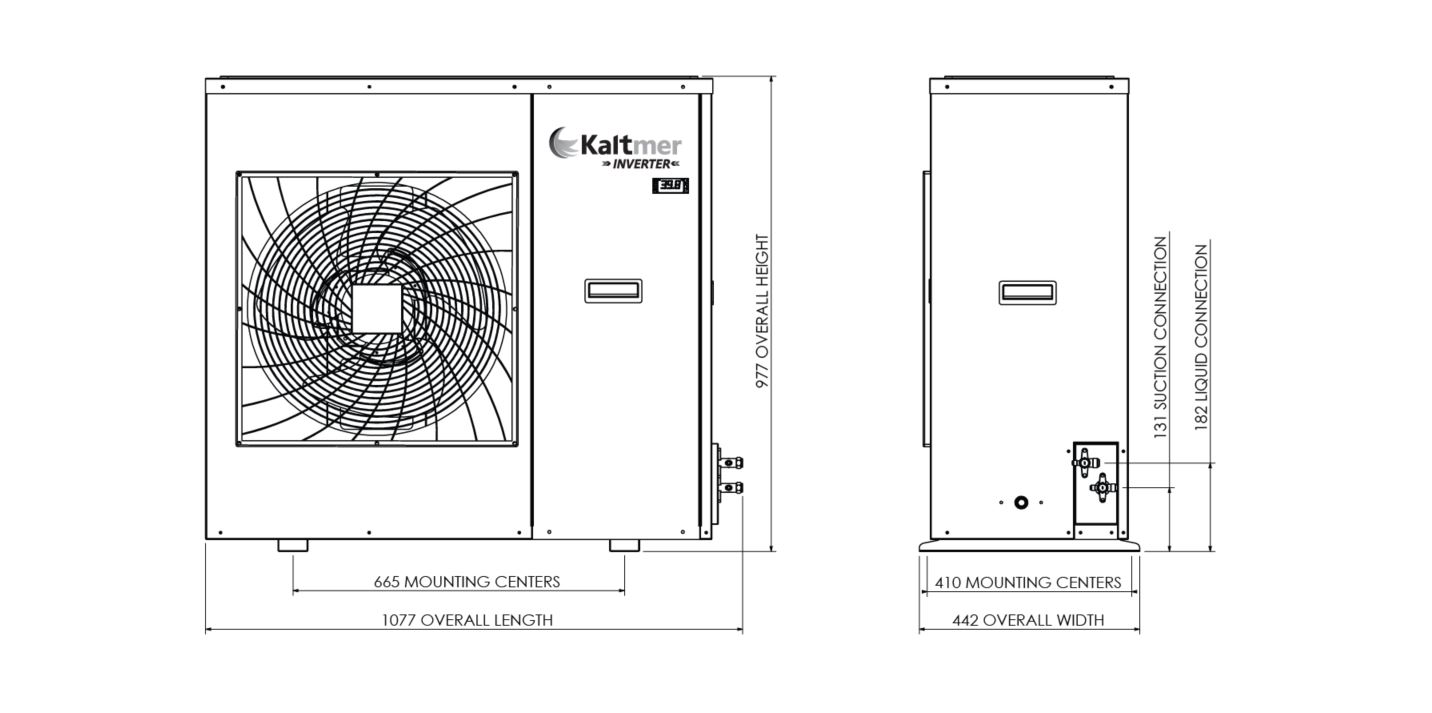 Kaltmer
INVERTER
39.8
977 OVERALL HEIGHT
665 MOUNTING CENTERS
1077 OVERALL LENGTH
131 SUCTION CONNECTION
182 LIQUID CONNECTION
410 MOUNTING CENTERS
442 OVERALL WIDTH